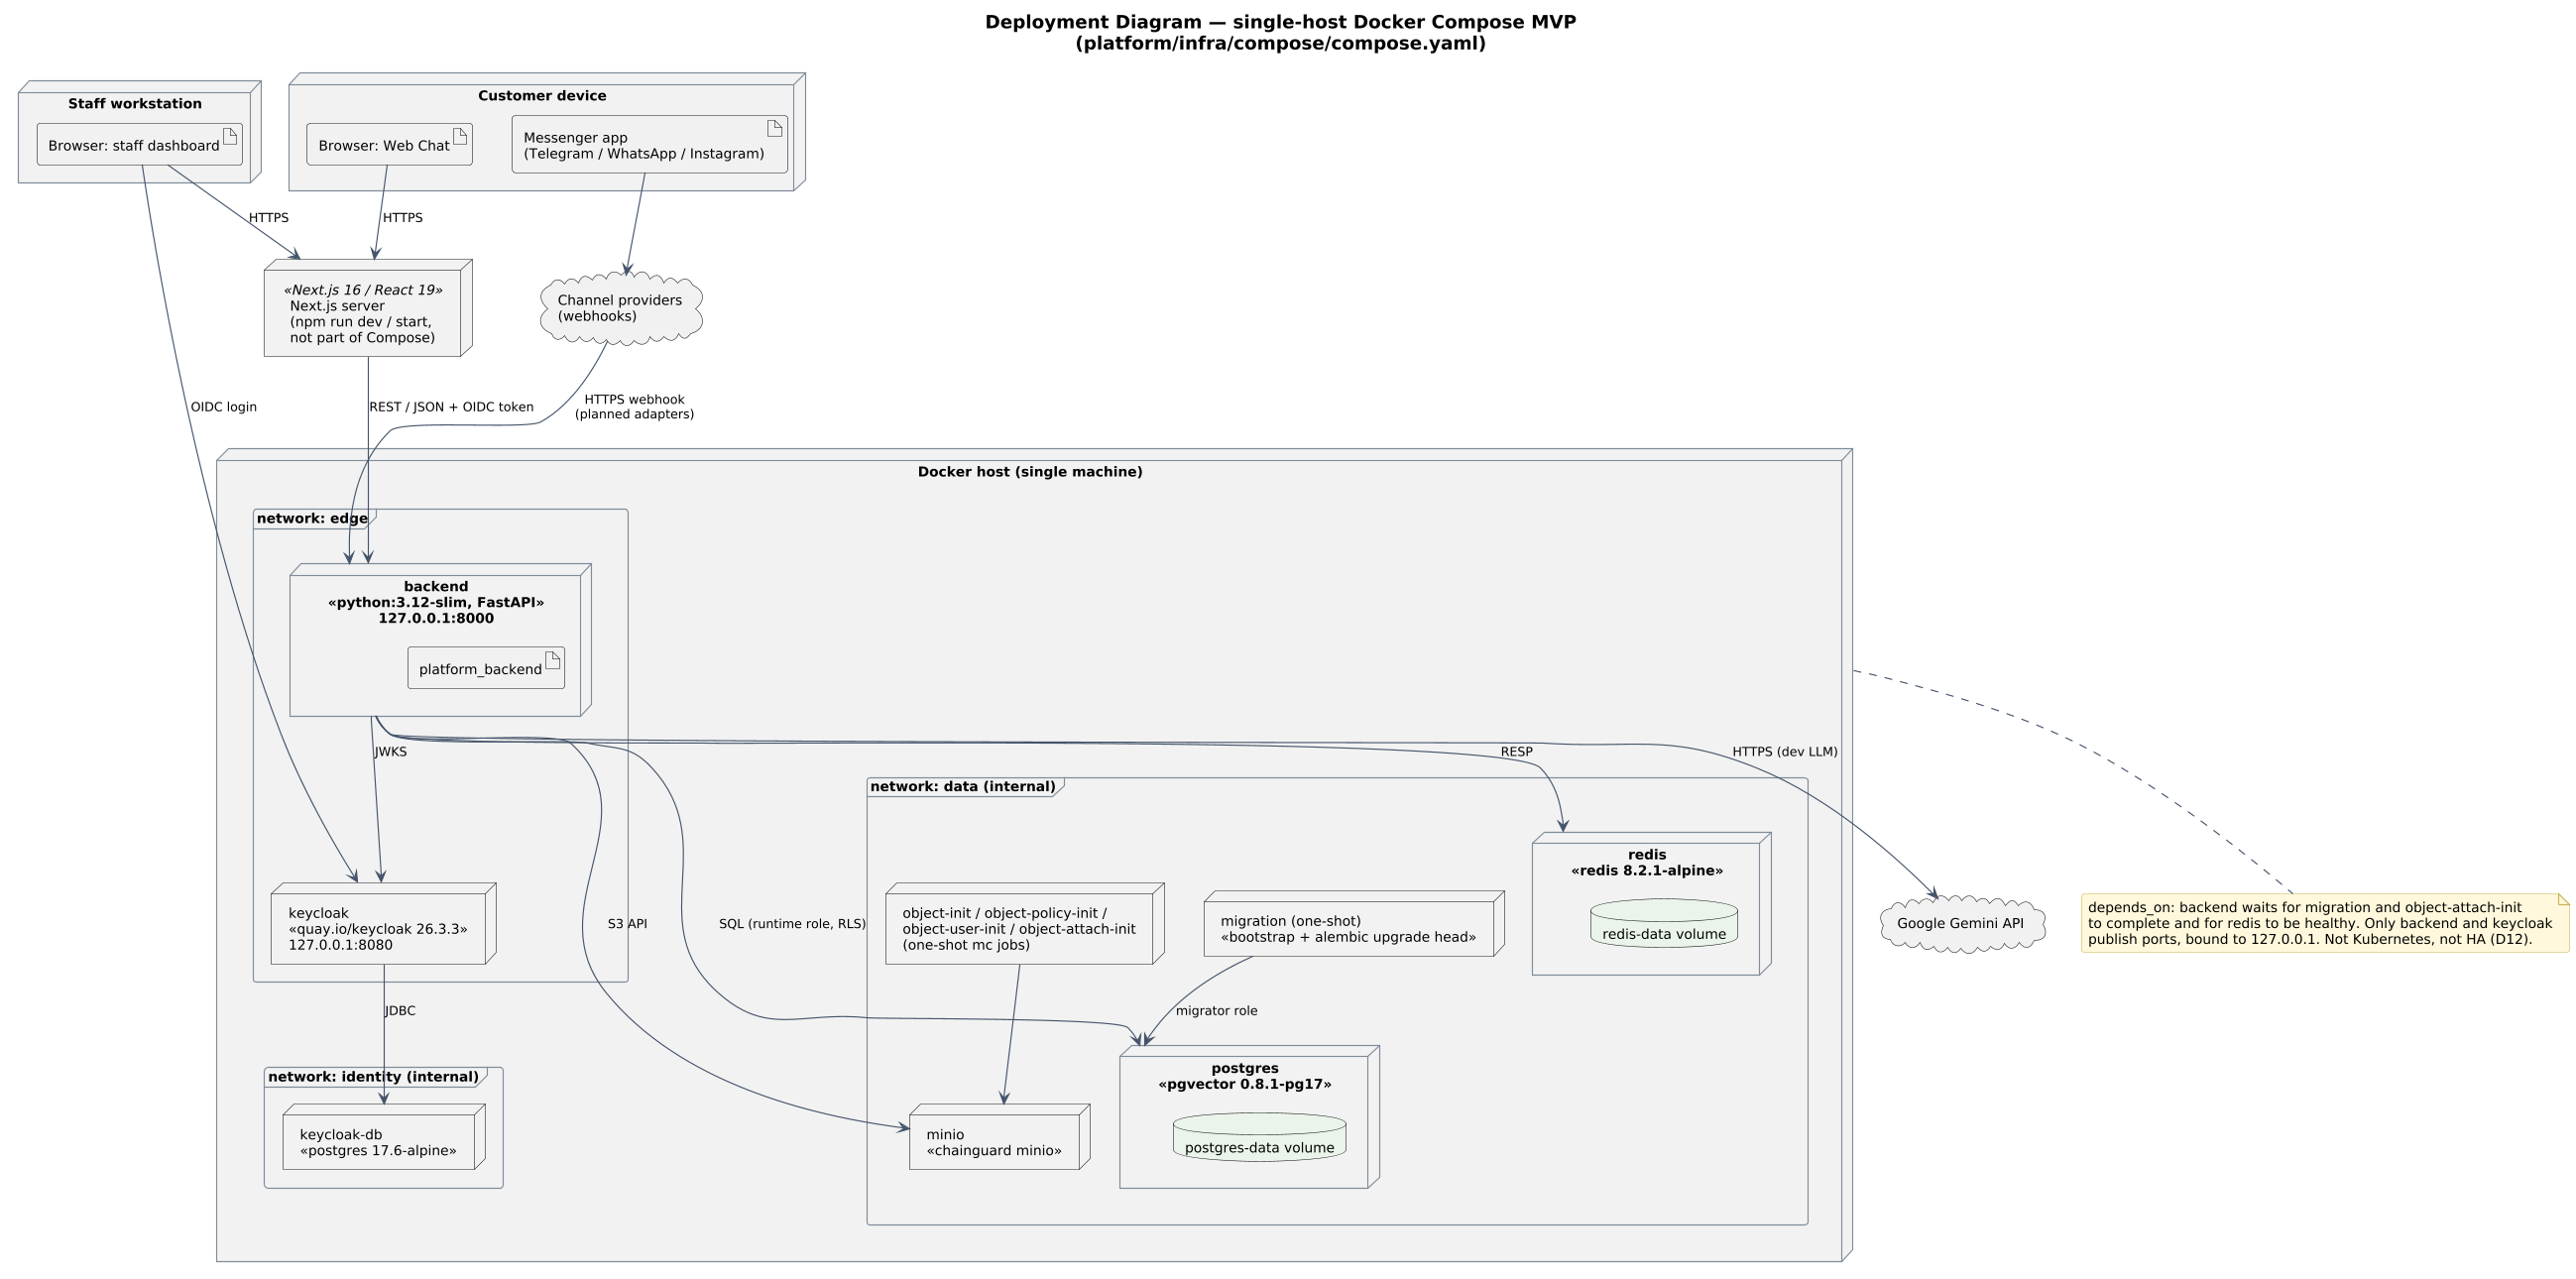 Deployment Diagram — single-host Docker Compose MVP
(platform/infra/compose/compose.yaml)
Staff workstation
Browser: staff dashboard
Customer device
Browser: Web Chat
Messenger app
(Telegram / WhatsApp / Instagram)
HTTPS
HTTPS
«Next.js 16 / React 19»
Next.js server
(npm run dev / start,
not part of Compose)
Channel providers
(webhooks)
OIDC login
REST / JSON + OIDC token
HTTPS webhook
(planned adapters)
Docker host (single machine)
network: edge
backend
«python:3.12-slim, FastAPI»
127.0.0.1:8000
platform_backend
JWKS
RESP
HTTPS (dev LLM)
network: data (internal)
redis
«redis 8.2.1-alpine»
redis-data volume
keycloak
«quay.io/keycloak 26.3.3»
127.0.0.1:8080
S3 API
SQL (runtime role, RLS)
object-init / object-policy-init /
object-user-init / object-attach-init
(one-shot mc jobs)
migration (one-shot)
«bootstrap + alembic upgrade head»
Google Gemini API
depends_on: backend waits for migration and object-attach-init
to complete and for redis to be healthy. Only backend and keycloak
publish ports, bound to 127.0.0.1. Not Kubernetes, not HA (D12).
JDBC
migrator role
network: identity (internal)
keycloak-db
«postgres 17.6-alpine»
minio
«chainguard minio»
postgres
«pgvector 0.8.1-pg17»
postgres-data volume